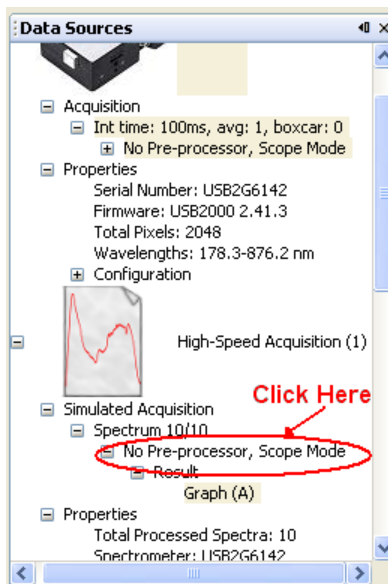 Data Sources
Acquisition
Int time: 100ms, avg: 1, boxcar: 0
No Pre-processor, Scope Mode
Properties
Serial Number: USB2G6142
Firmware: USB2000 2.41.3
Total Pixels: 2048
Wavelengths: 178.3-876.2 nm
Configuration
High-Speed Acquisition (1)
Simulated Acquisition
Click Here
Spectrum 10/10
No Pre-processor, Scope Mode
Result
Graph (A)
Properties
Total Processed Spectra: 10
Spectrometer: USB2G6142